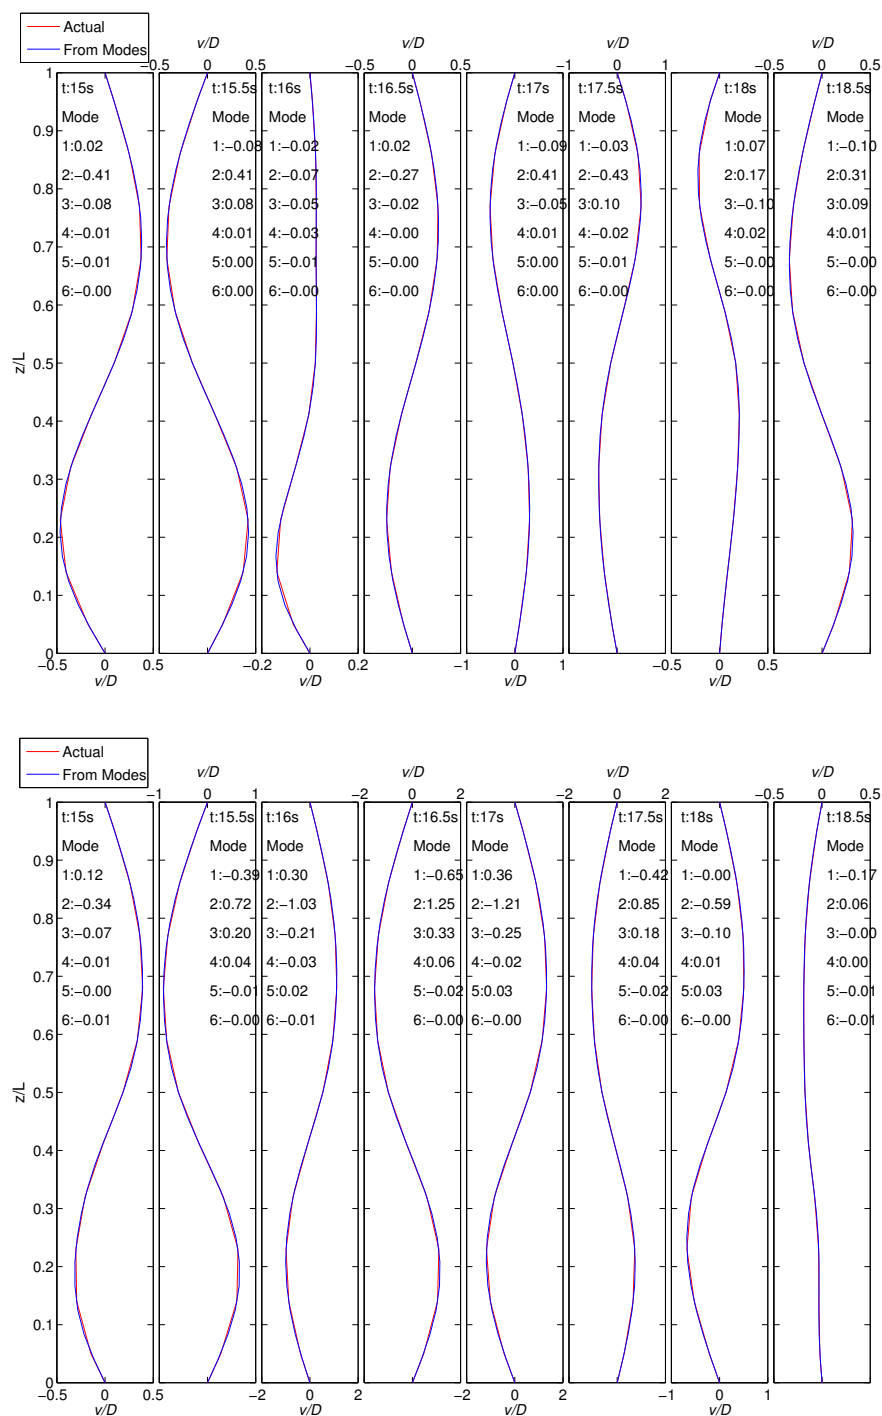 Actual
From Modes
v/D v/D v/D v/D
−0.5 0 0.5 −0.5 0 0.5 −1 0 1 −0.5 0 0.5
t:15s t:15.5s t:16s t:16.5s t:17s t:17.5s t:18s t:18.5s
Mode Mode Mode Mode Mode Mode Mode Mode
1:0.02 1:−0.08 1:−0.02 1:0.02 1:−0.09 1:−0.03 1:0.07 1:−0.10
2:−0.41 2:0.41 2:−0.07 2:−0.27 2:0.41 2:−0.43 2:0.17 2:0.31
3:−0.08 3:0.08 3:−0.05 3:−0.02 3:−0.05 3:0.10 3:−0.10 3:0.09
4:−0.01 4:0.01 4:−0.03 4:−0.00 4:0.01 4:−0.02 4:0.02 4:0.01
5:−0.01 5:0.00 5:−0.01 5:−0.00 5:0.00 5:−0.01 5:−0.00 5:−0.00
6:−0.00 6:0.00 6:−0.00 6:−0.00 6:0.00 6:−0.00 6:−0.00 6:−0.00
1
0.9
0.8
0.7
0.6
0.5
0.4
0.3
0.2
0.1
0
z/L
−0.5 0 0.5 −0.2 0 0.2 −1 0 1 −0.5 0 0.5
v/D v/D v/D v/D
Actual
From Modes
v/D v/D v/D v/D
−1 0 1 −2 0 2 −2 0 2 −0.5 0 0.5
t:15s t:15.5s t:16s t:16.5s t:17s t:17.5s t:18s t:18.5s
Mode Mode Mode Mode Mode Mode Mode Mode
1:0.12 1:−0.39 1:0.30 1:−0.65 1:0.36 1:−0.42 1:−0.00 1:−0.17
2:−0.34 2:0.72 2:−1.03 2:1.25 2:−1.21 2:0.85 2:−0.59 2:0.06
3:−0.07 3:0.20 3:−0.21 3:0.33 3:−0.25 3:0.18 3:−0.10 3:−0.00
4:−0.01 4:0.04 4:−0.03 4:0.06 4:−0.02 4:0.04 4:0.01 4:0.00
5:−0.00 5:−0.01 5:0.02 5:−0.02 5:0.03 5:−0.02 5:0.03 5:−0.01
6:−0.01 6:−0.00 6:−0.01 6:−0.00 6:−0.00 6:−0.00 6:−0.00 6:−0.01
1
0.9
0.8
0.7
0.6
0.5
0.4
0.3
0.2
0.1
0
z/L
−0.5 0 0.5 −2 0 2 −2 0 2 −1 0 1
v/D v/D v/D v/D